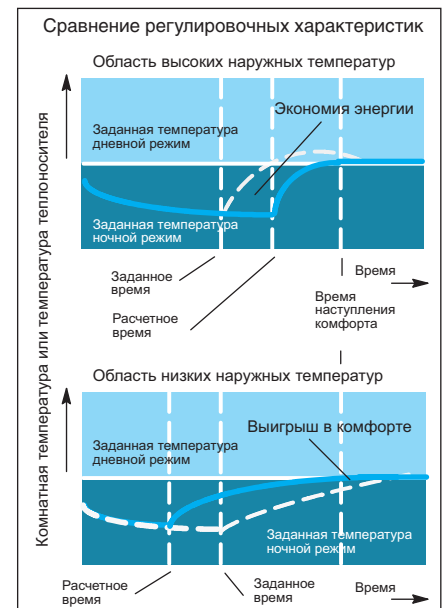 Сравнение регулировочных характеристик
Комнатная температура или температура теплоносителя
Область высоких наружных температур
Экономия энергии
Заданная температура
дневной режим
Заданная температура
ночной режим
Заданное
время
Время
Расчетное
время
Время
наступления
комфорта
Область низких наружных температур
Выигрыш в комфорте
Заданная температура
дневной режим
Заданная температура
ночной режим
Расчетное
время
Заданное
время
Время